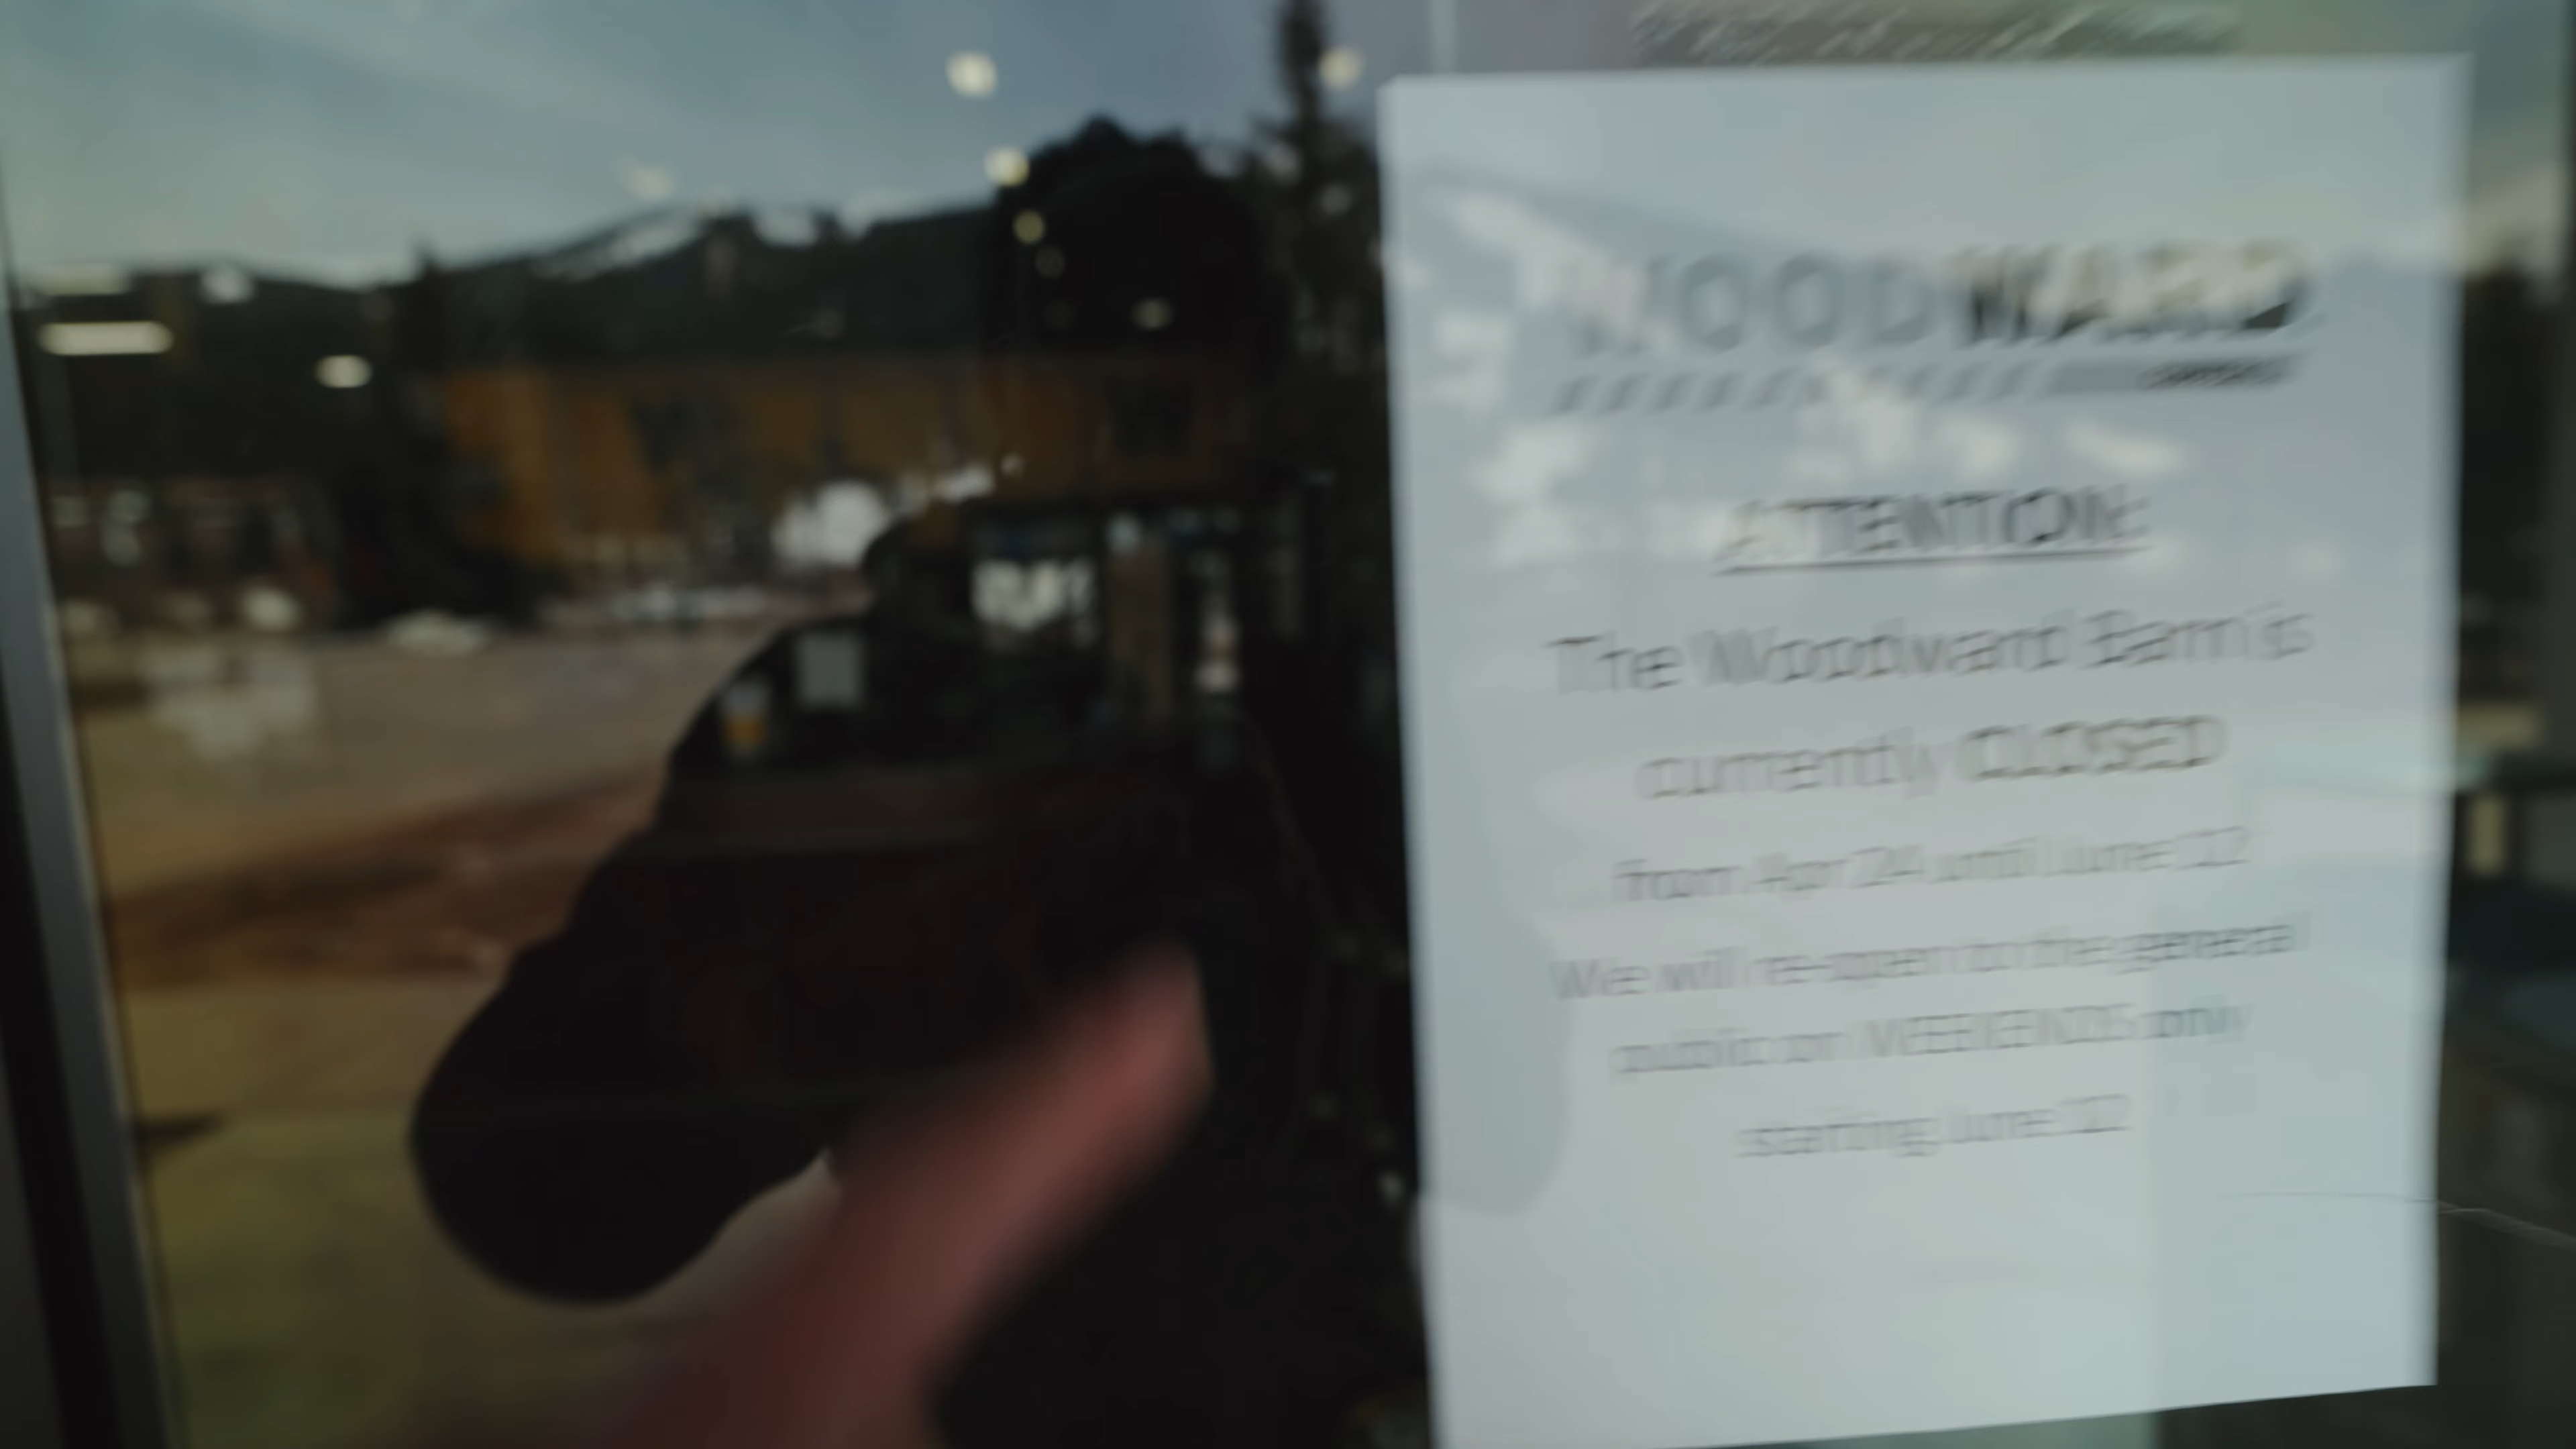 WOODWARD
ATTENTION:
The Woodward Barn is
currently CLOSED
from Apr 24 until June 12
We will re-open to the general
public on WEEKENDS only
starting June 12